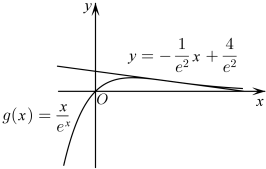 y
y = -\frac{1}{e^2}x + \frac{4}{e^2}
O
x
g(x) = \frac{x}{e^x}